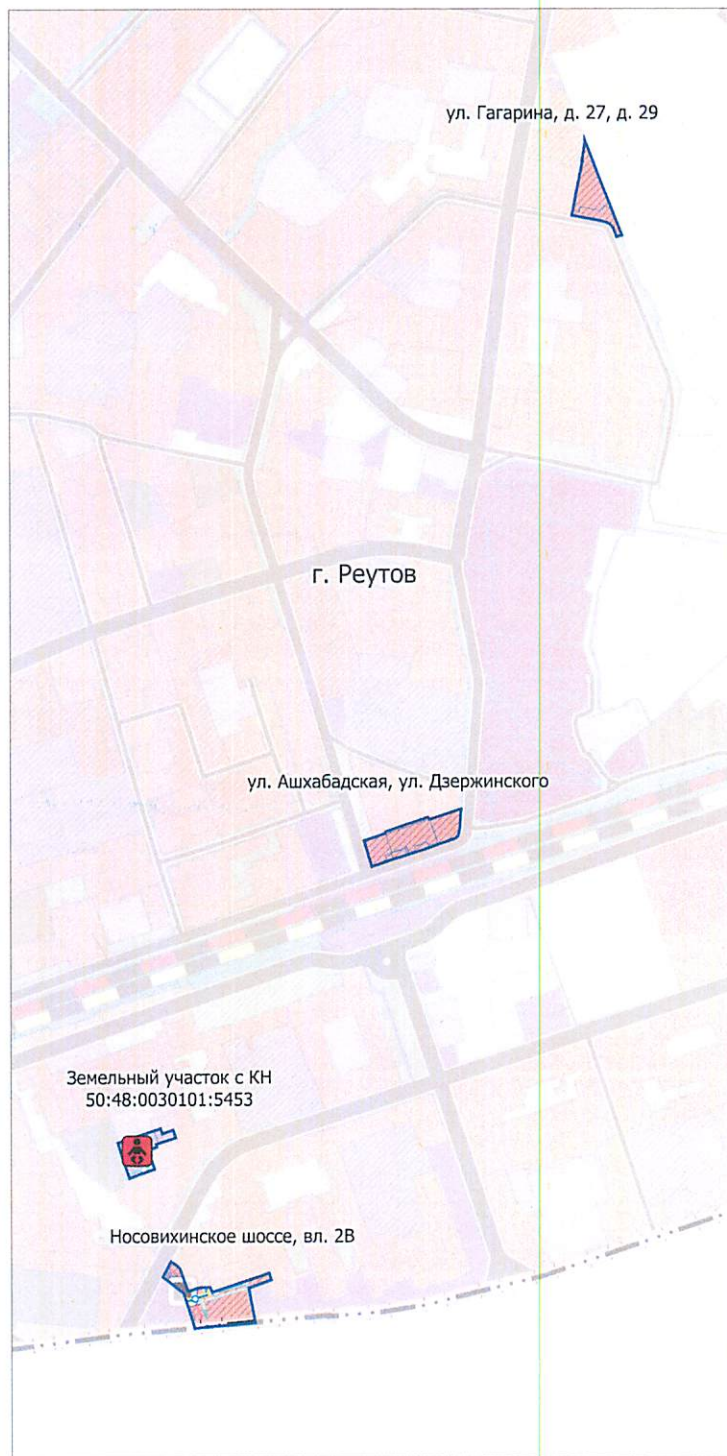 ул. Гагарина, д. 27, д. 29
г. Реутов
ул. Ашхабадская, ул. Дзержинского
Земельный участок с КН
50:48:0030101:5453
Носовихинское шоссе, вл. 2В